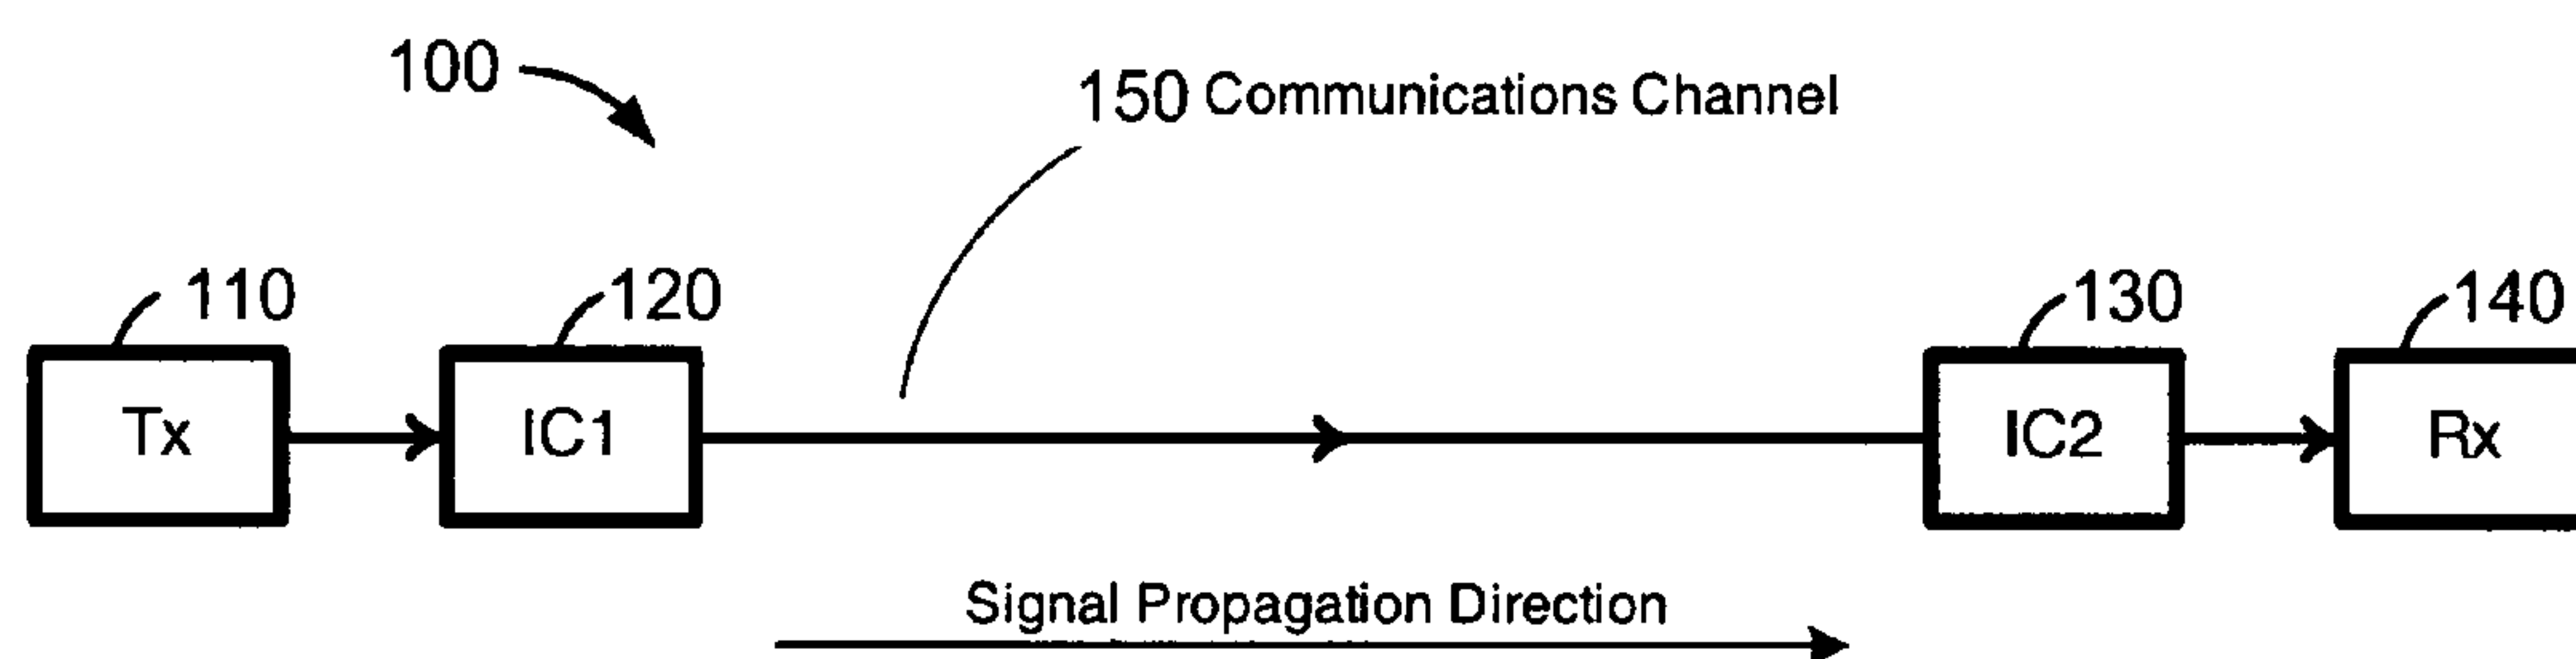 100
150 Communications Channel
110
120
130
140
Tx
IC1
IC2
Rx
Signal Propagation Direction